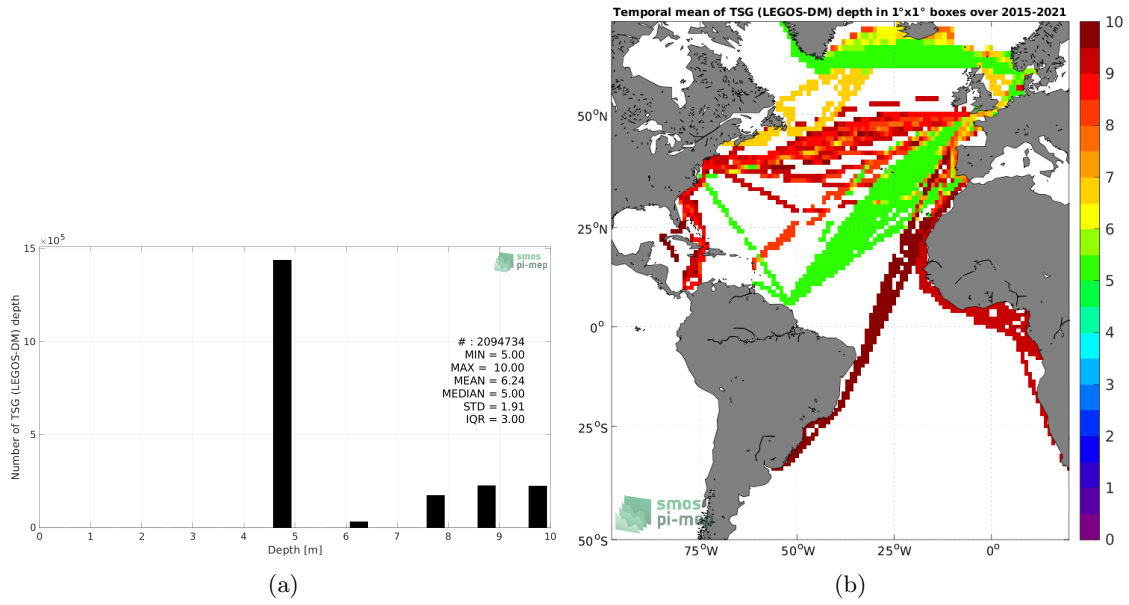 Temporal mean of TSG (LEGOS-DM) depth in 1°x1° boxes over 2015-2021
×10^5
15
10
5
0
Number of TSG (LEGOS-DM) depth
smos
pi-mep
# : 2094734
MIN = 5.00
MAX = 10.00
MEAN = 6.24
MEDIAN = 5.00
STD = 1.91
IQR = 3.00
0 1 2 3 4 5 6 7 8 9 10
Depth [m]
(a)
50°N
25°N
0°
25°S
50°S
75°W 50°W 25°W 0°
smos
pi-mep
10
9
8
7
6
5
4
3
2
1
0
(b)